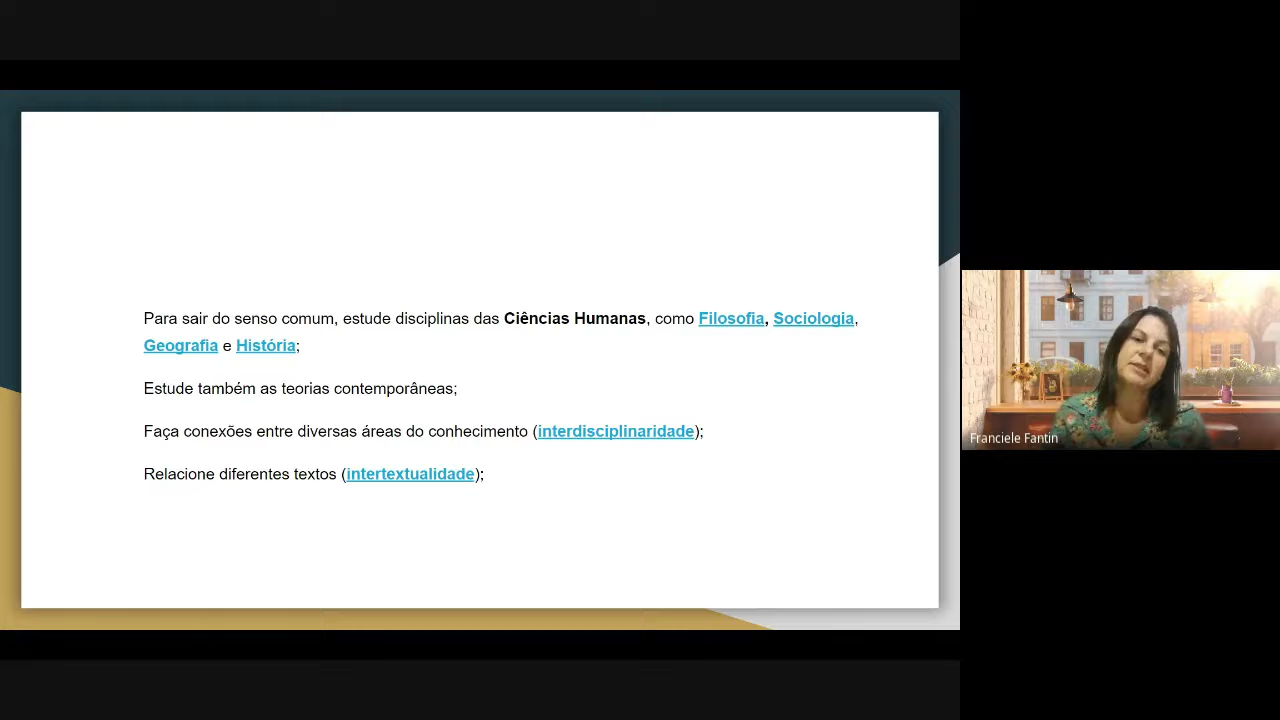 Para sair do senso comum, estude disciplinas das Ciências Humanas, como Filosofia, Sociologia,
Geografia e História;
Estude também as teorias contemporâneas;
Faça conexões entre diversas áreas do conhecimento (interdisciplinaridade);
Relacione diferentes textos (intertextualidade);
Franciele Fantin